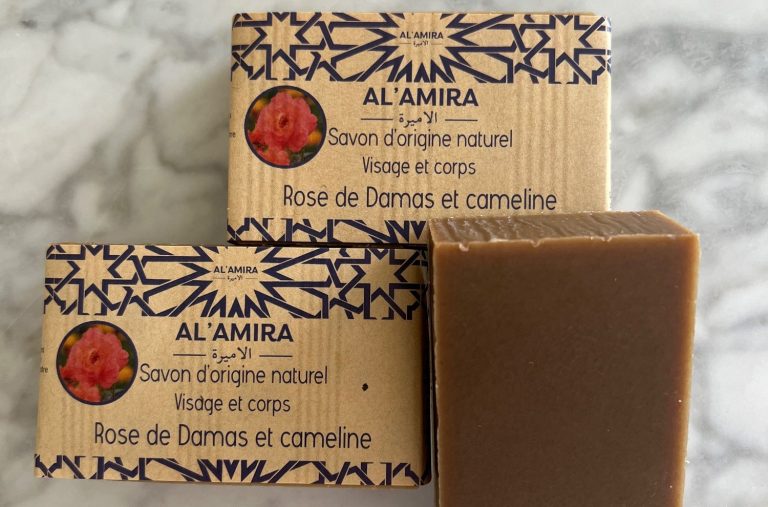 AL'AMIRA
الاميرة
AL'AMIRA
الاميرة
Savon d'origine naturel
Visage et corps
Rose de Damas et cameline
AL'AMIRA
الاميرة
AL'AMIRA
الاميرة
Savon d'origine naturel
Visage et corps
Rose de Damas et cameline